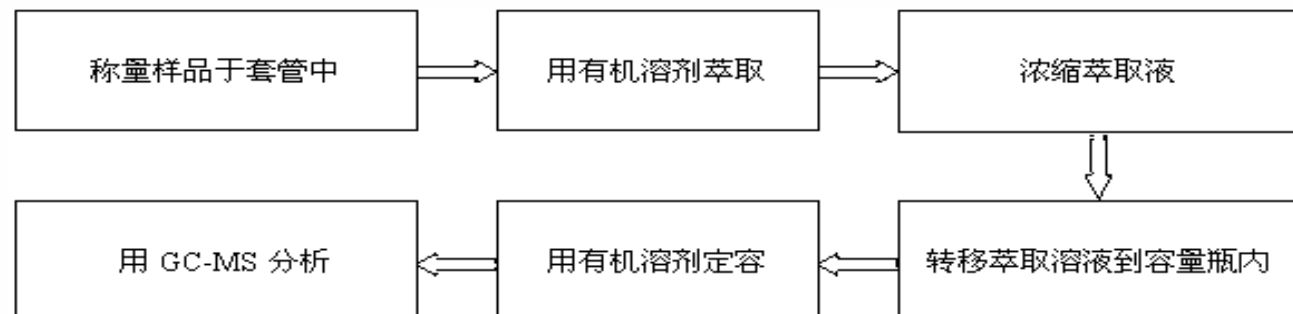 称量样品于套管中
用有机溶剂萃取
浓缩萃取液
转移萃取溶液到容量瓶内
用有机溶剂定容
用 GC-MS 分析